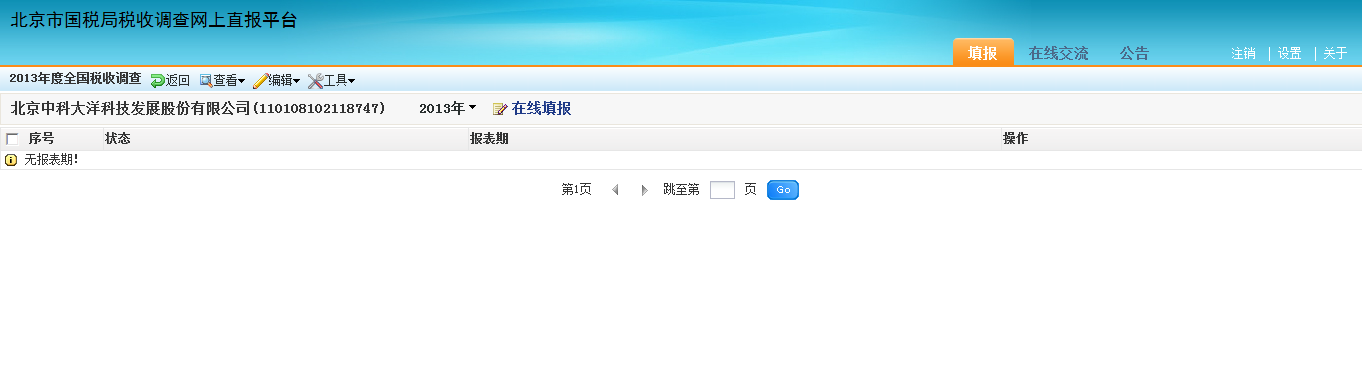 北京市国税局税收调查网上直报平台
填报 在线交流 公告 注销 设置 关于
2013年度全国税收调查 返回 查看 编辑 工具
北京中科大洋科技发展股份有限公司(110108102118747) 2013年 在线填报
序号 状态 报表期 操作
无报表期!
第1页 跳至第 页 Go